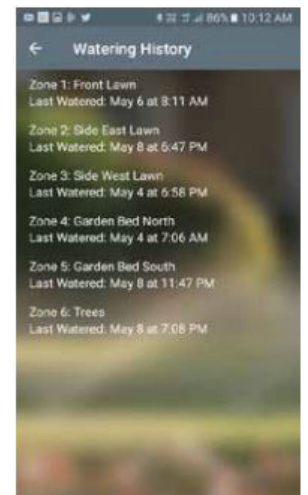 86% 10:12 AM
Watering History
Zone 1: Front Lawn
Last Watered: May 6 at 8:11 AM
Zone 2: Side East Lawn
Last Watered: May 8 at 6:47 PM
Zone 3: Side West Lawn
Last Watered: May 4 at 6:58 PM
Zone 4: Garden Bed North
Last Watered: May 4 at 7:06 AM
Zone 5: Garden Bed South
Last Watered: May 8 at 11:47 PM
Zone 6: Trees
Last Watered: May 8 at 7:08 PM